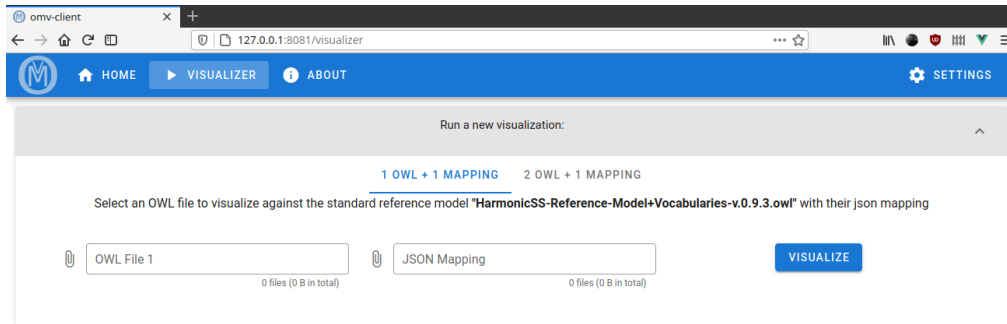 omv-client
127.0.0.1:8081/visualizer
M HOME VISUALIZER i ABOUT SETTINGS
Run a new visualization:
1 OWL + 1 MAPPING 2 OWL + 1 MAPPING
Select an OWL file to visualize against the standard reference model "HarmonicSS-Reference-Model+Vocabularies-v.0.9.3.owl" with their json mapping
OWL File 1 JSON Mapping VISUALIZE
0 files (0 B in total) 0 files (0 B in total)